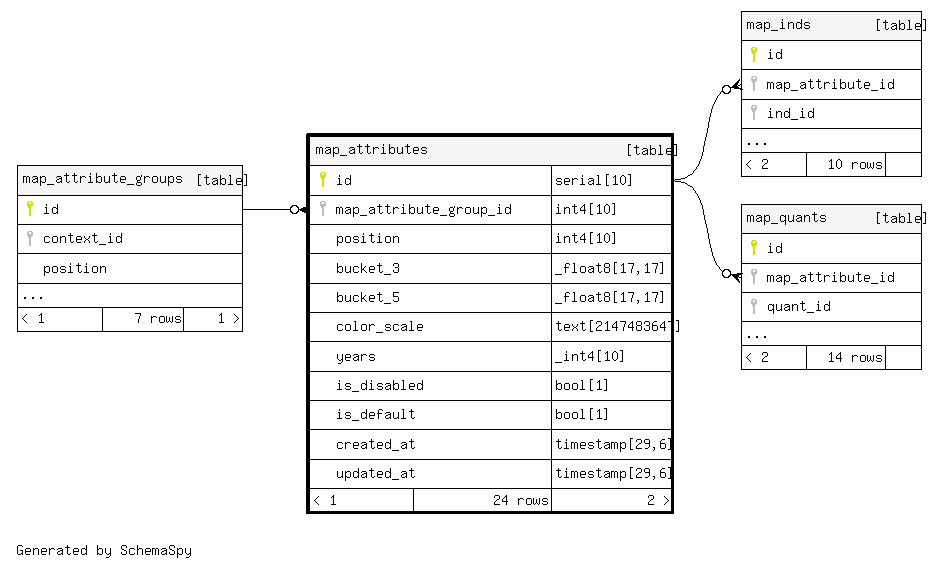 map_attribute_groups [table]
id
context_id
position
...
< 1 7 rows 1 >
map_attributes [table]
id serial[10]
map_attribute_group_id int4[10]
position int4[10]
bucket_3 _float8[17,17]
bucket_5 _float8[17,17]
color_scale text[2147483647]
years _int4[10]
is_disabled bool[1]
is_default bool[1]
created_at timestamp[29,6]
updated_at timestamp[29,6]
< 1 24 rows 2 >
map_inds [table]
id
map_attribute_id
ind_id
...
< 2 10 rows
map_quants [table]
id
map_attribute_id
quant_id
...
< 2 14 rows
Generated by SchemaSpy